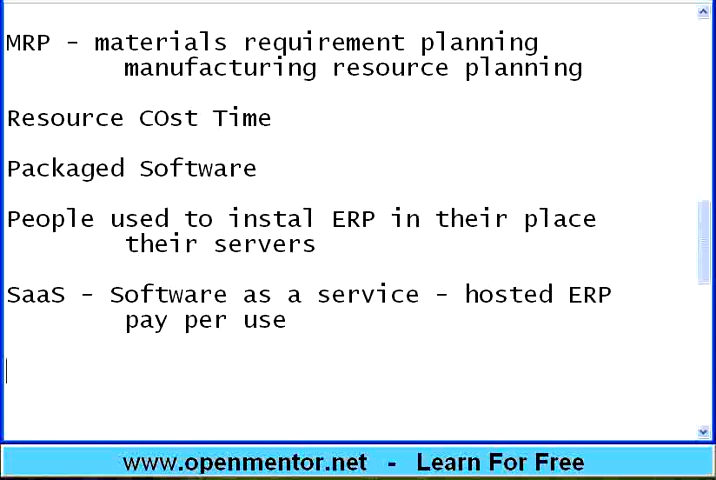 MRP - materials requirement planning
manufacturing resource planning
Resource COst Time
Packaged Software
People used to instal ERP in their place
their servers
SaaS - Software as a service - hosted ERP
pay per use
www.openmentor.net - Learn For Free